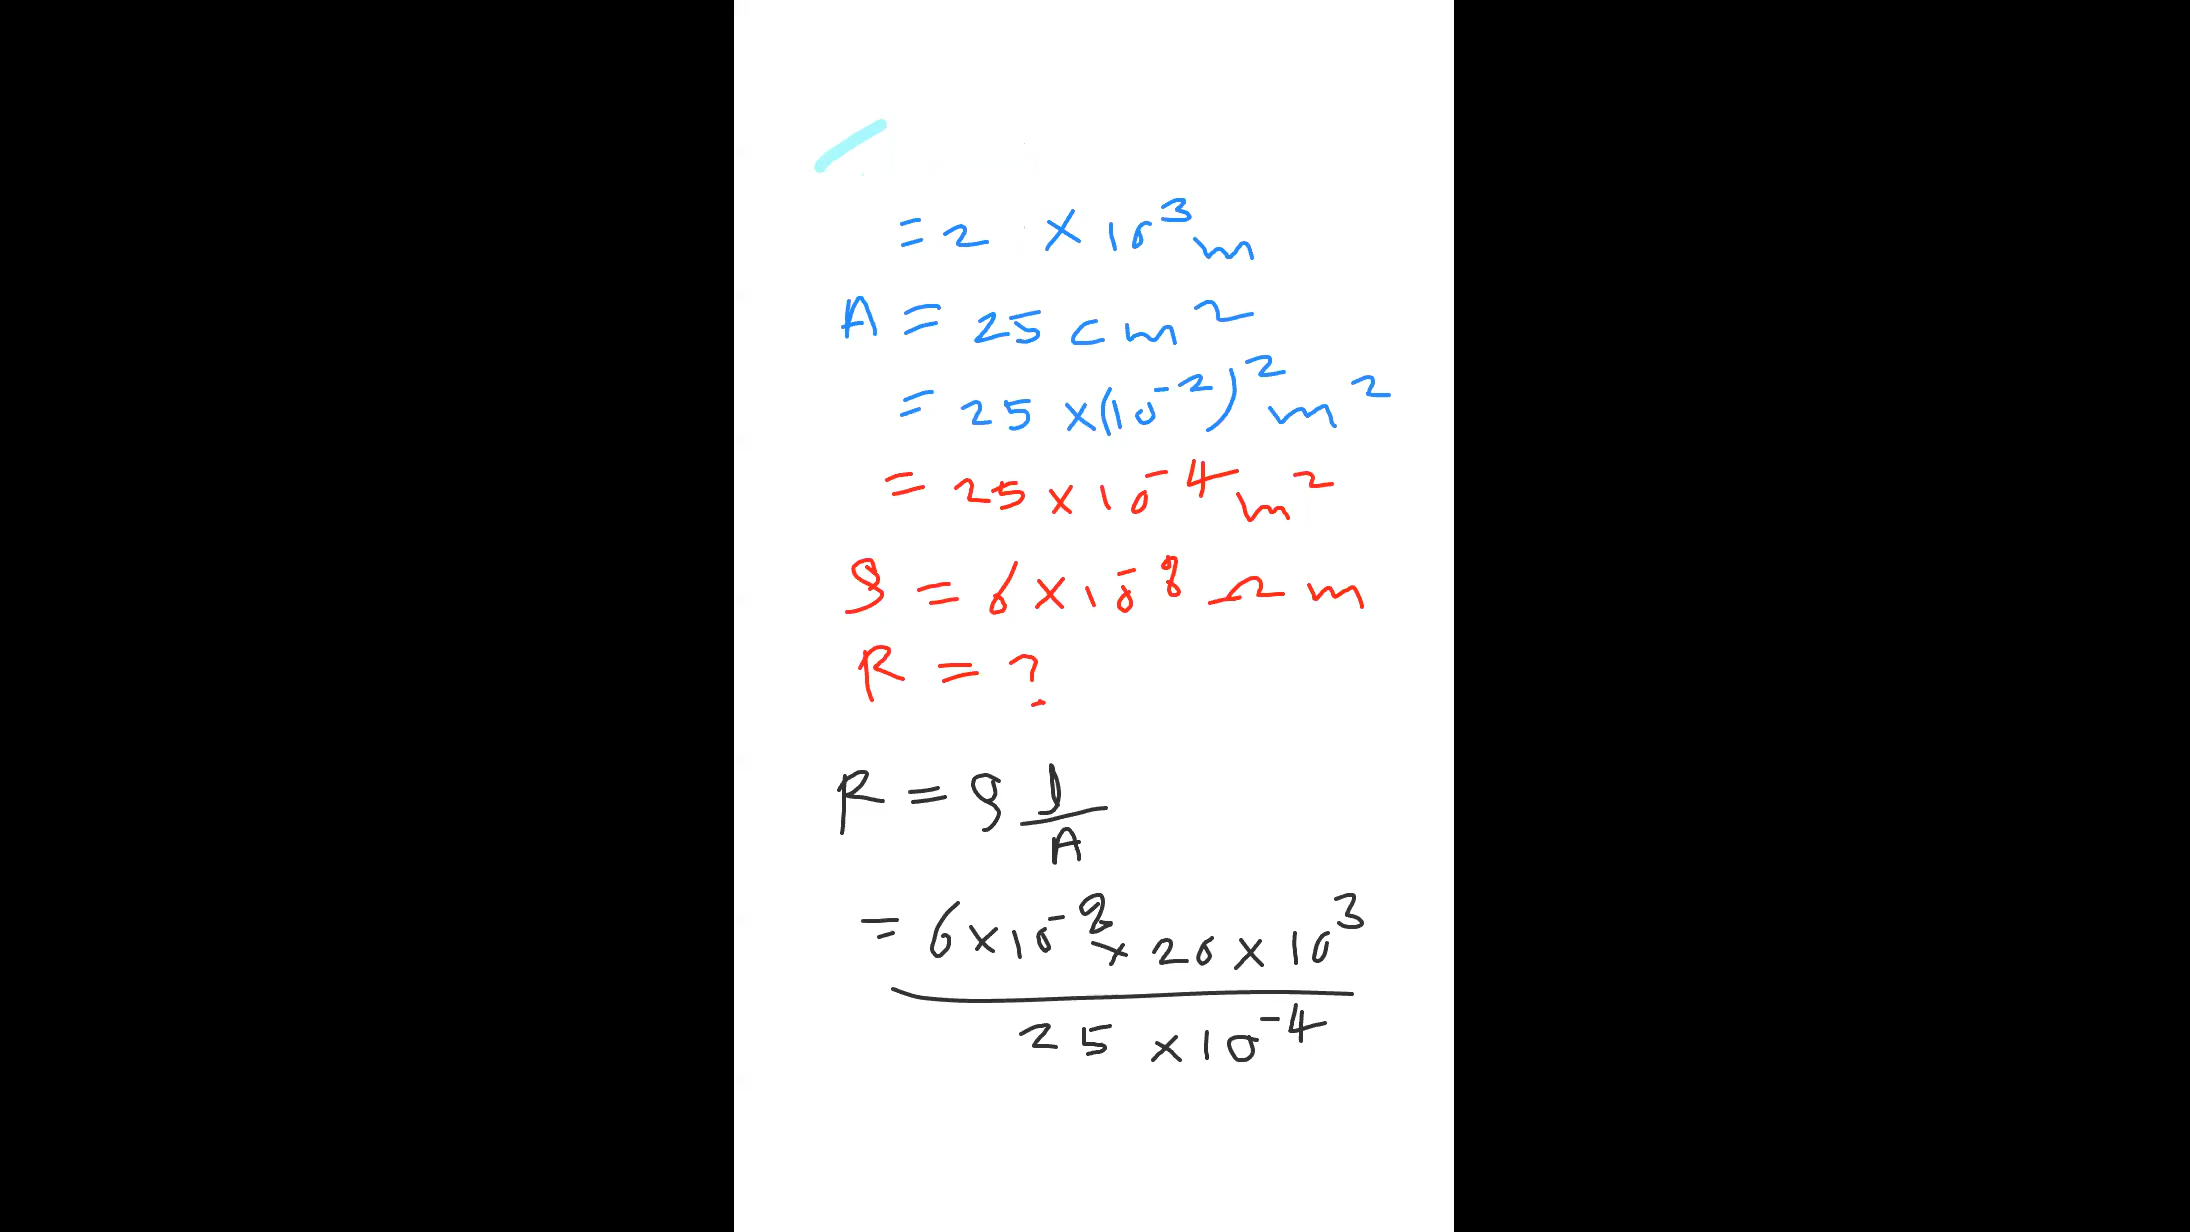 = 2 × 10³ m
A = 25 cm²
= 25 × (10⁻²)² m²
= 25 × 10⁻⁴ m²
ρ = 6 × 10⁻⁸ Ω m
R = ?
R = ρ l/A
= 6 × 10⁻⁸ × 20 × 10³
25 × 10⁻⁴